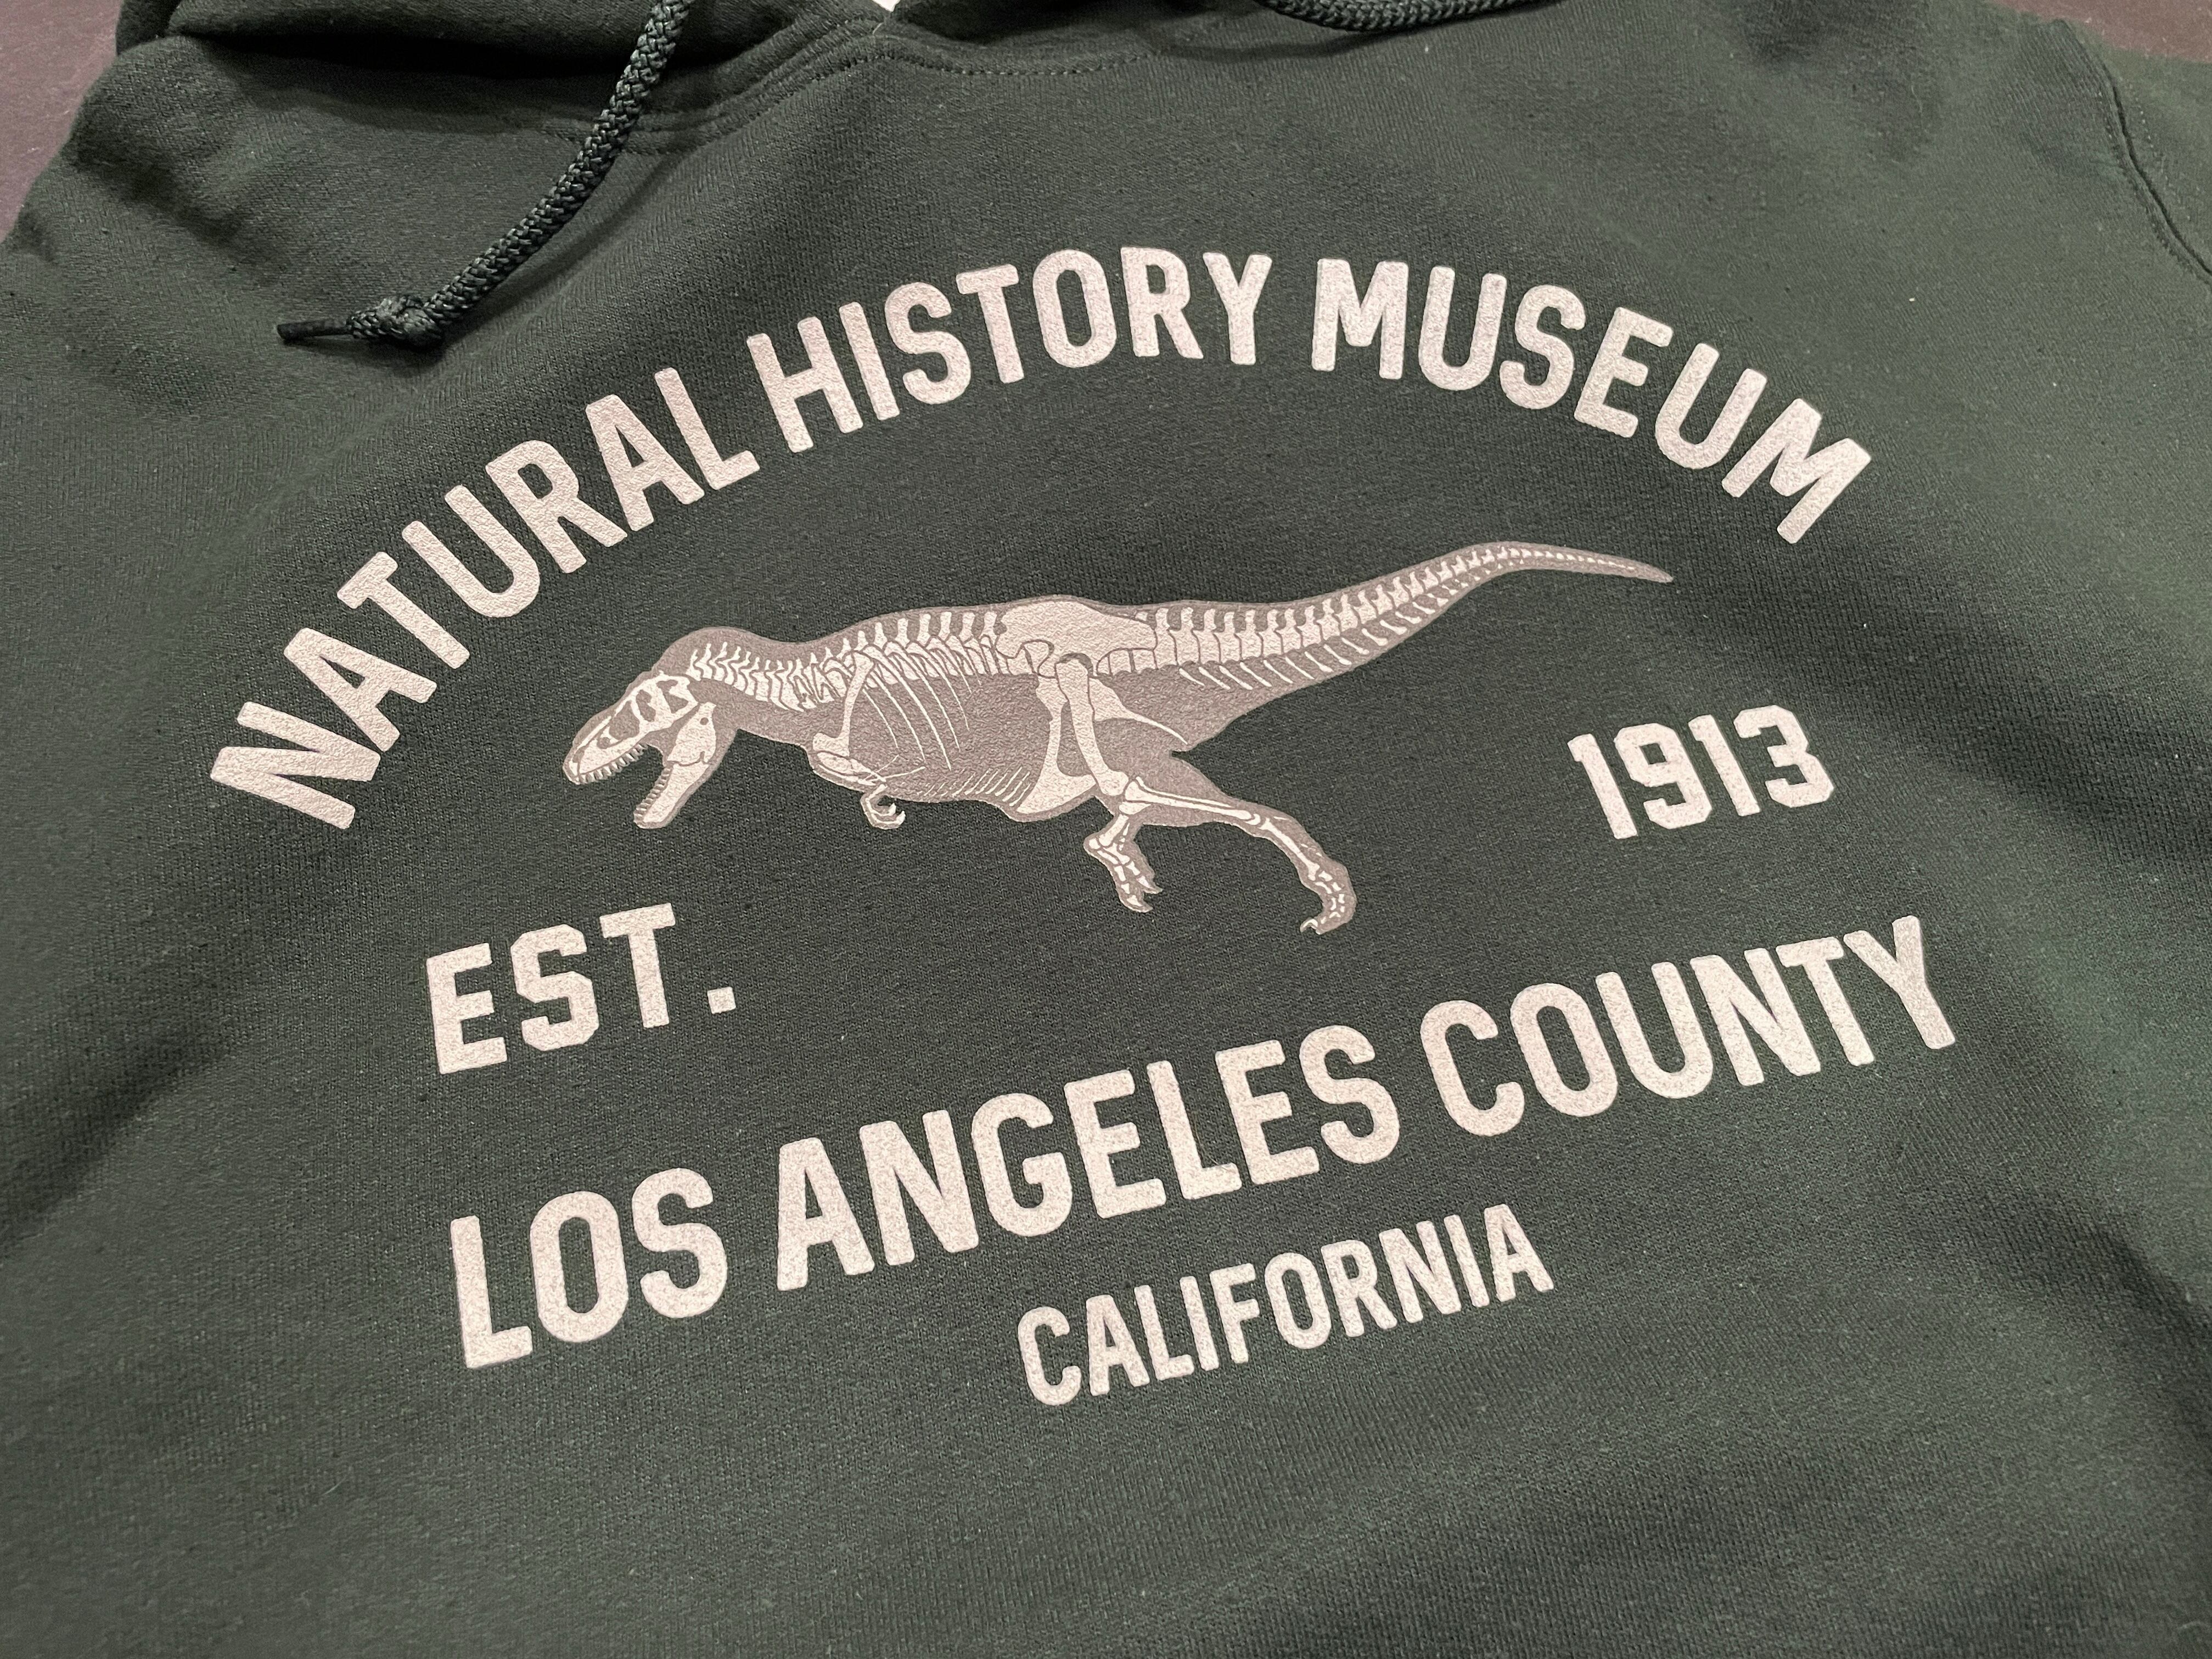 NATURAL HISTORY MUSEUM
EST. 1913
LOS ANGELES COUNTY
CALIFORNIA